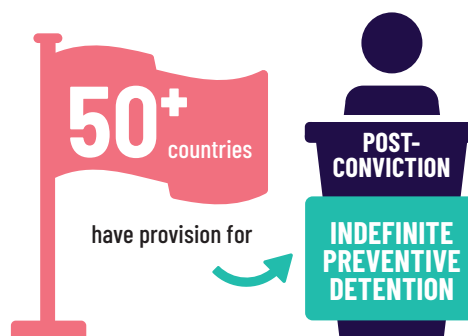 50+
countries
have provision for
POST-
CONVICTION
INDEFINITE
PREVENTIVE
DETENTION